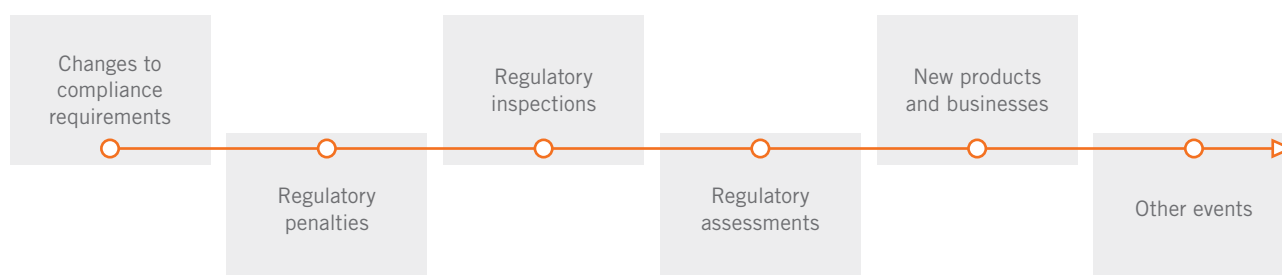 Changes to
compliance
requirements
Regulatory
penalties
Regulatory
inspections
Regulatory
assessments
New products
and businesses
Other events